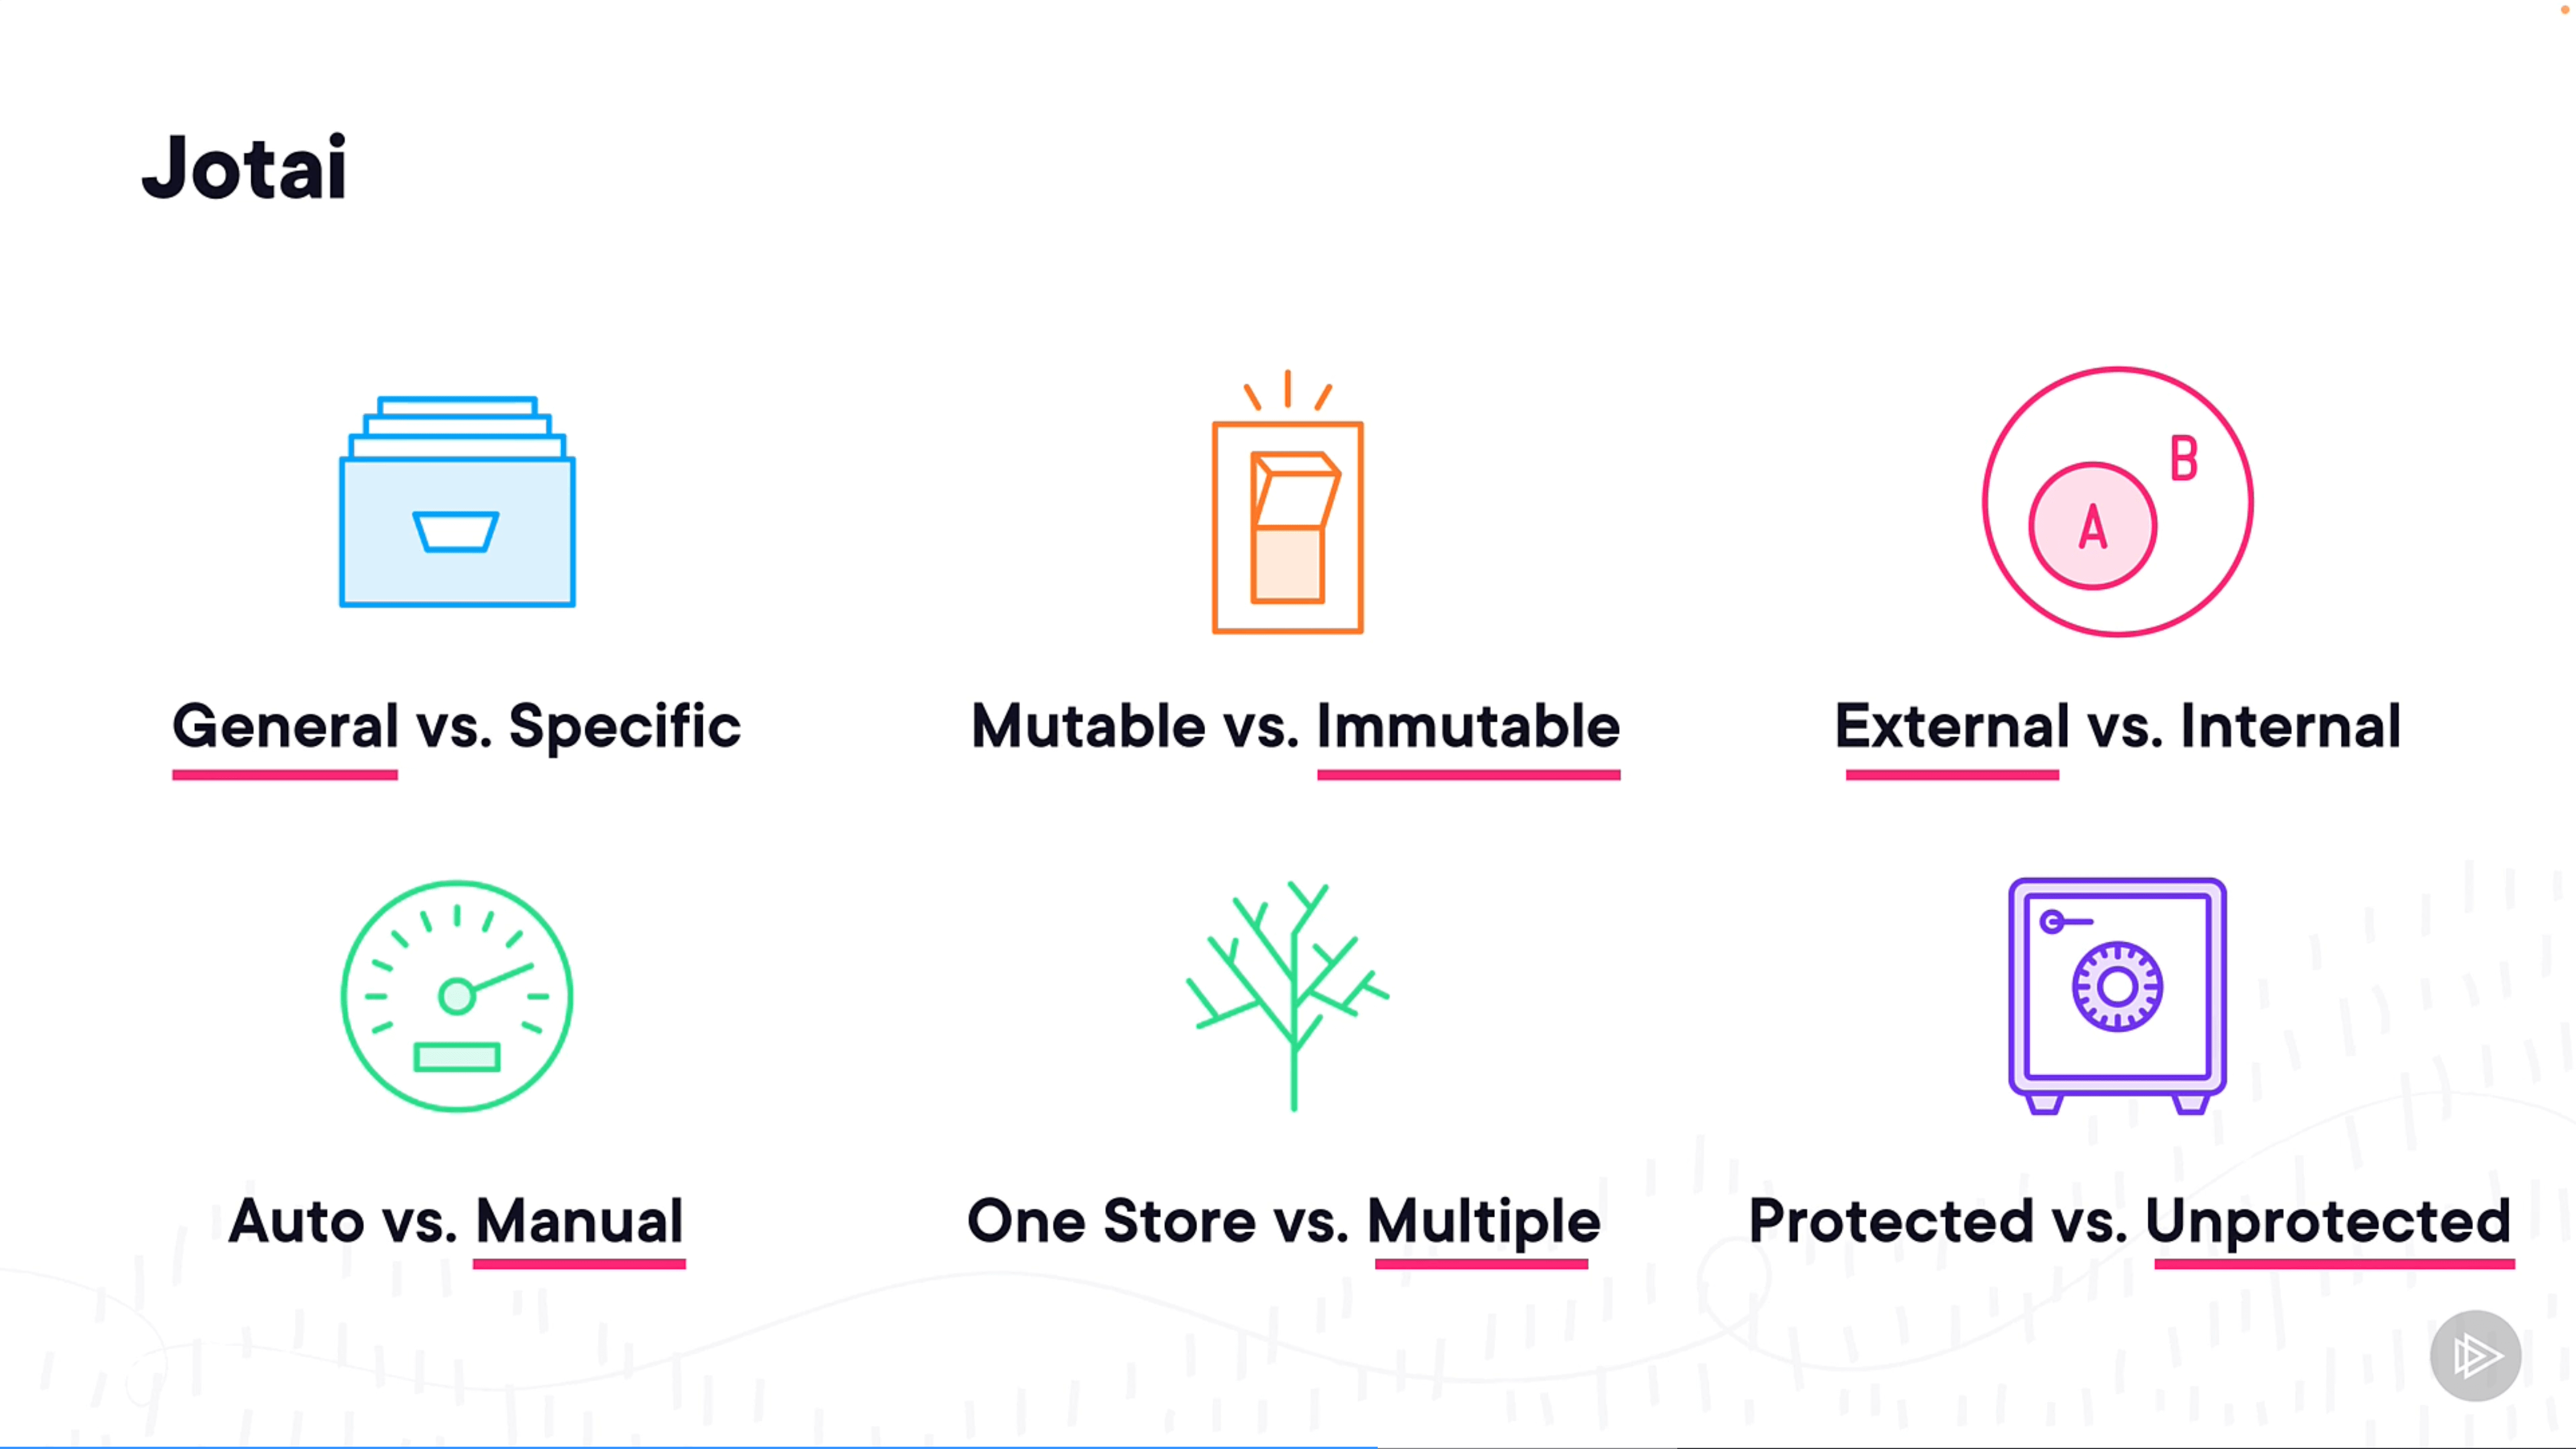 Jotai
B
A
General vs. Specific
Mutable vs. Immutable
External vs. Internal
Auto vs. Manual
One Store vs. Multiple
Protected vs. Unprotected